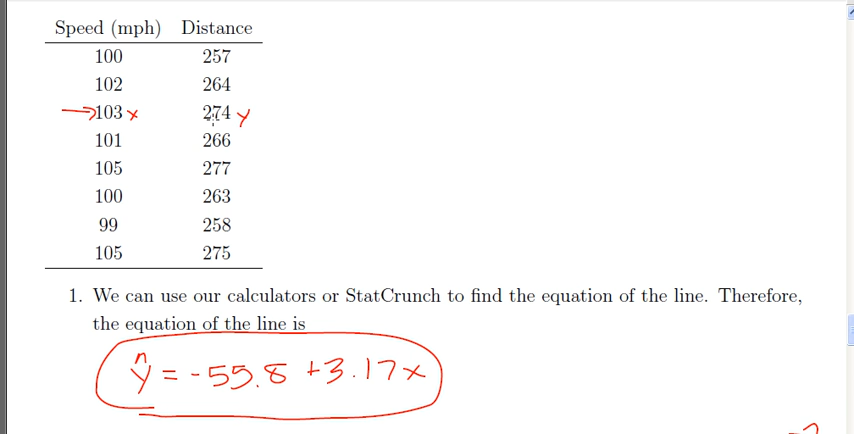 Speed (mph) Distance
100 257
102 264
→103 x 274 y
101 266
105 277
100 263
99 258
105 275
1. We can use our calculators or StatCrunch to find the equation of the line. Therefore,
the equation of the line is
ŷ = -55.8 + 3.17x